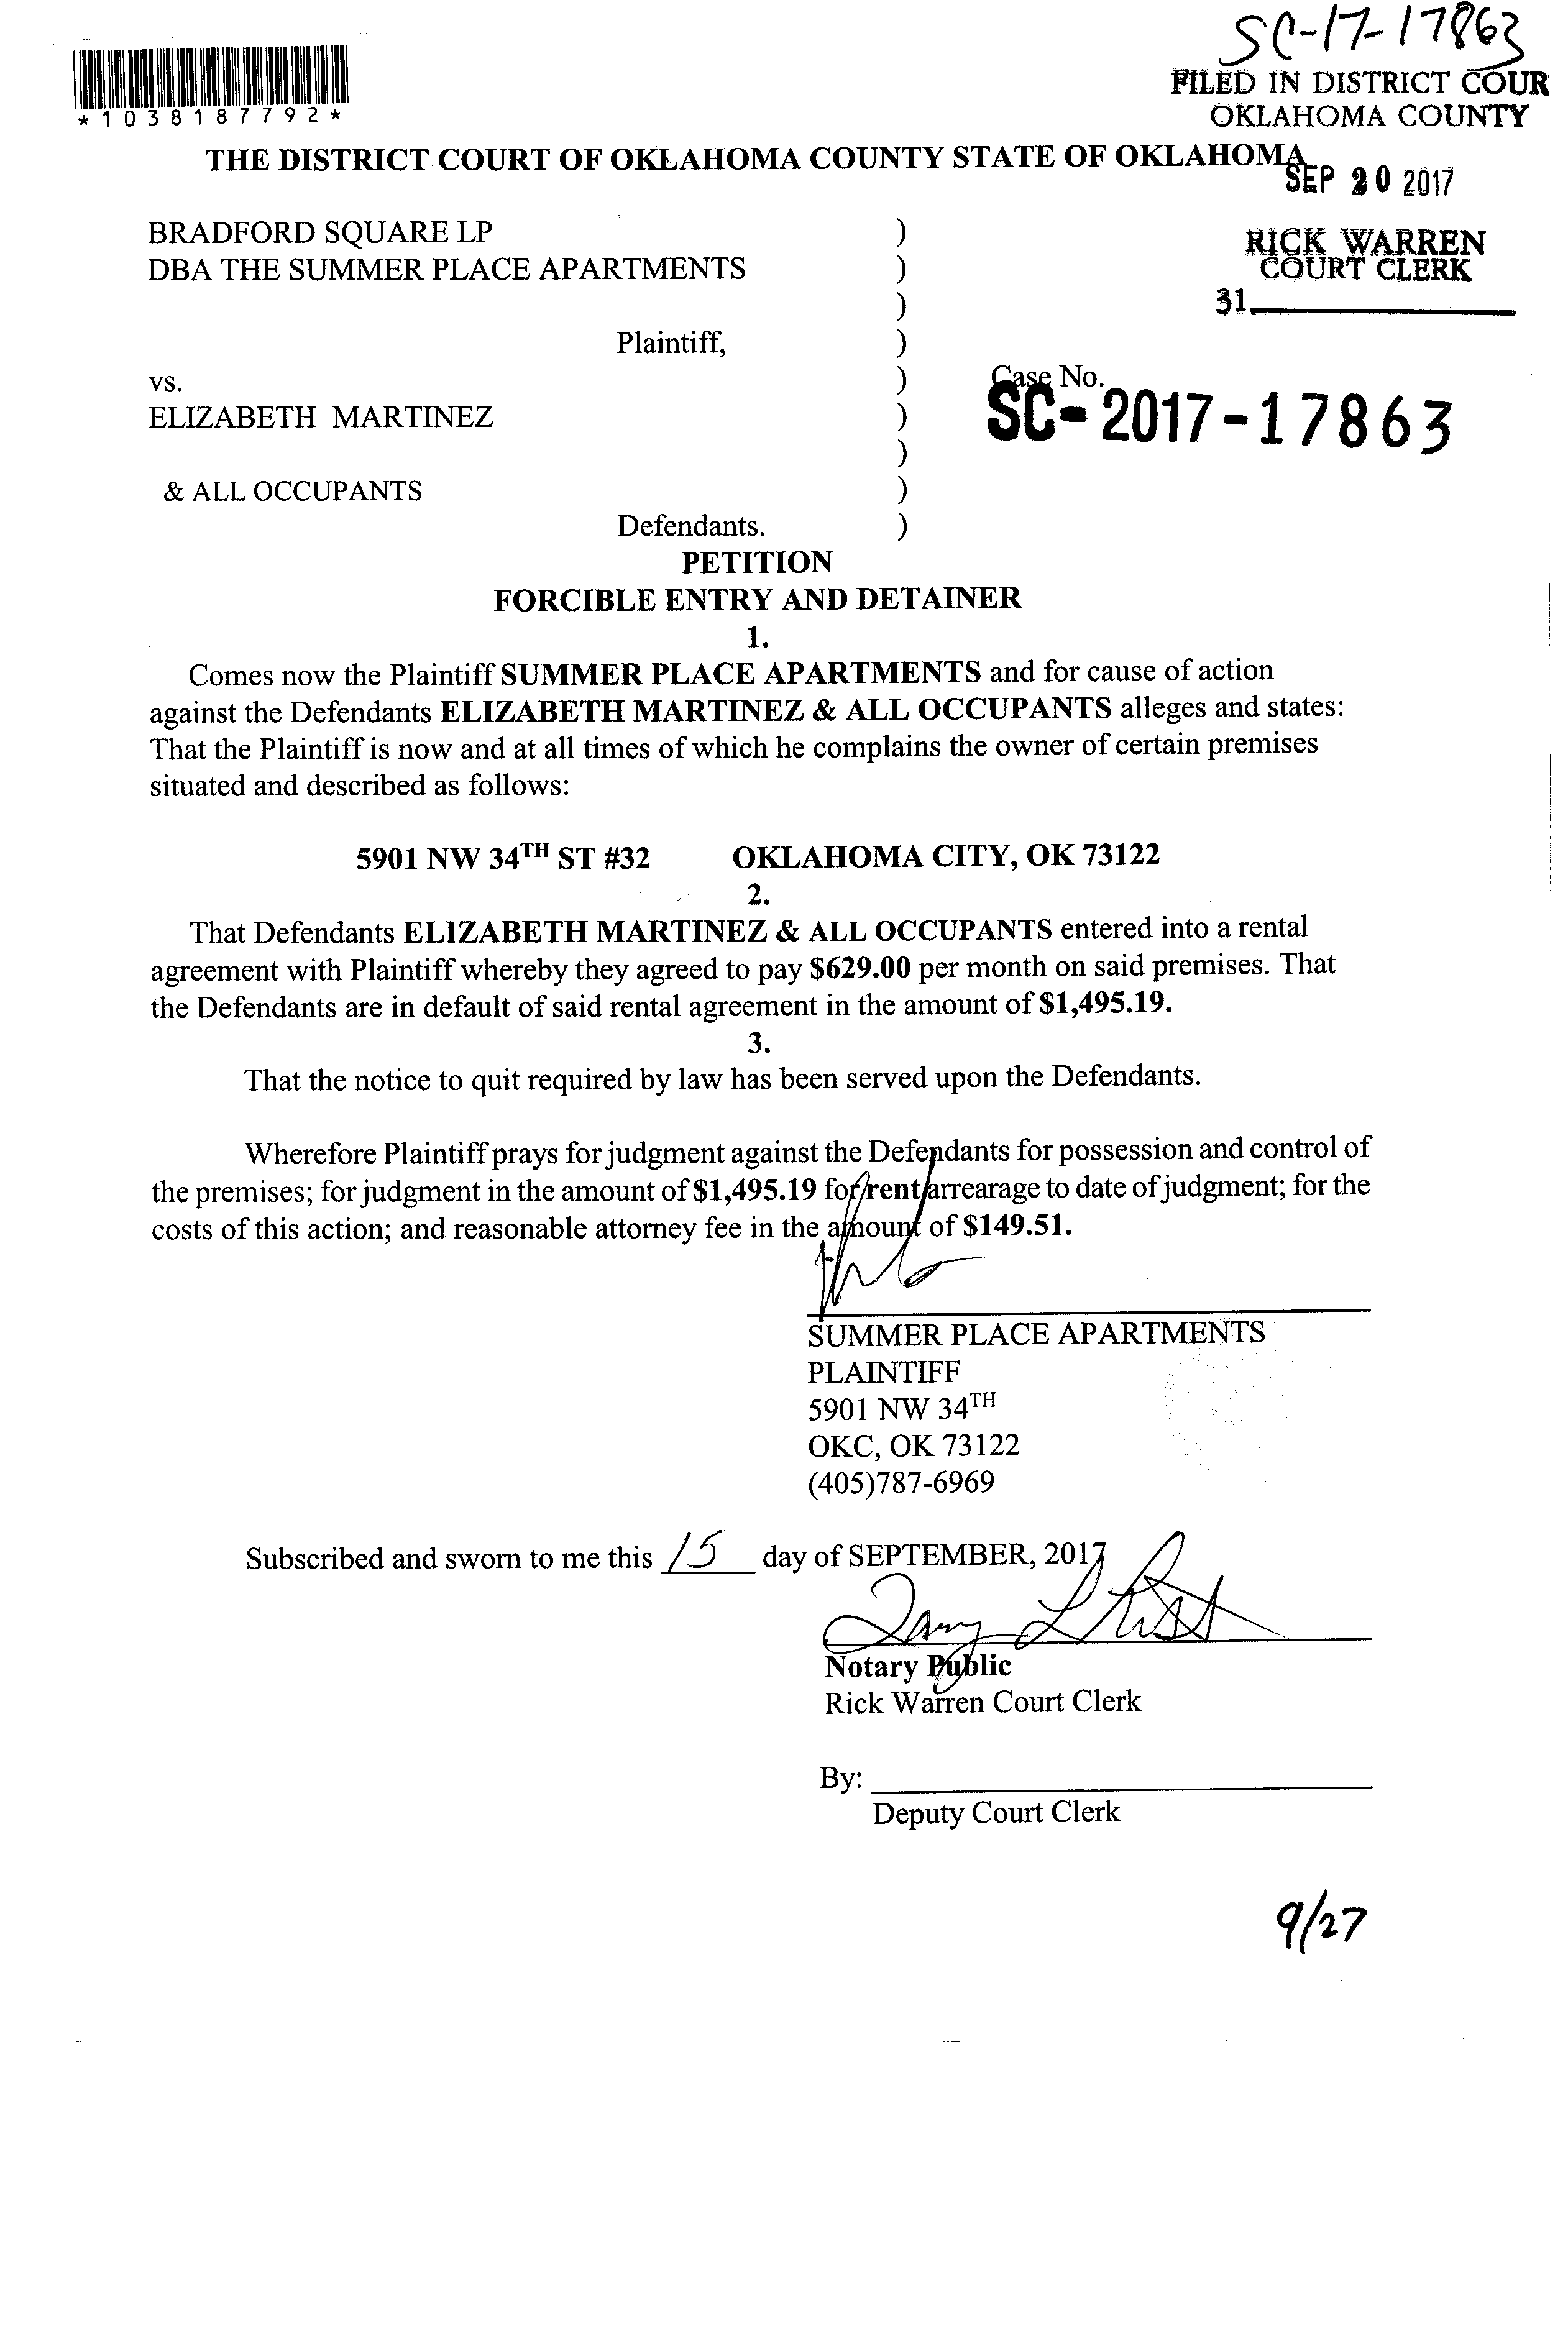 SC-17-17863
FILED IN DISTRICT COUR
OKLAHOMA COUNTY
*1038187792*
THE DISTRICT COURT OF OKLAHOMA COUNTY STATE OF OKLAHOMA
SEP 20 2017
BRADFORD SQUARE LP )
DBA THE SUMMER PLACE APARTMENTS )
)
RICK WARREN
COURT CLERK
31
Plaintiff, )
vs. )
Case No.
SC-2017-17863
ELIZABETH MARTINEZ )
)
& ALL OCCUPANTS )
Defendants. )
PETITION
FORCIBLE ENTRY AND DETAINER
1.
Comes now the Plaintiff SUMMER PLACE APARTMENTS and for cause of action
against the Defendants ELIZABETH MARTINEZ & ALL OCCUPANTS alleges and states:
That the Plaintiff is now and at all times of which he complains the owner of certain premises
situated and described as follows:
5901 NW 34TH ST #32 OKLAHOMA CITY, OK 73122
2.
That Defendants ELIZABETH MARTINEZ & ALL OCCUPANTS entered into a rental
agreement with Plaintiff whereby they agreed to pay $629.00 per month on said premises. That
the Defendants are in default of said rental agreement in the amount of $1,495.19.
3.
That the notice to quit required by law has been served upon the Defendants.
Wherefore Plaintiff prays for judgment against the Defendants for possession and control of
the premises; for judgment in the amount of $1,495.19 for rent arrearage to date of judgment; for the
costs of this action; and reasonable attorney fee in the amount of $149.51.
SUMMER PLACE APARTMENTS
PLAINTIFF
5901 NW 34TH
OKC, OK 73122
(405)787-6969
Subscribed and sworn to me this 15 day of SEPTEMBER, 2017
Notary Public
Rick Warren Court Clerk
By:
Deputy Court Clerk
9/27